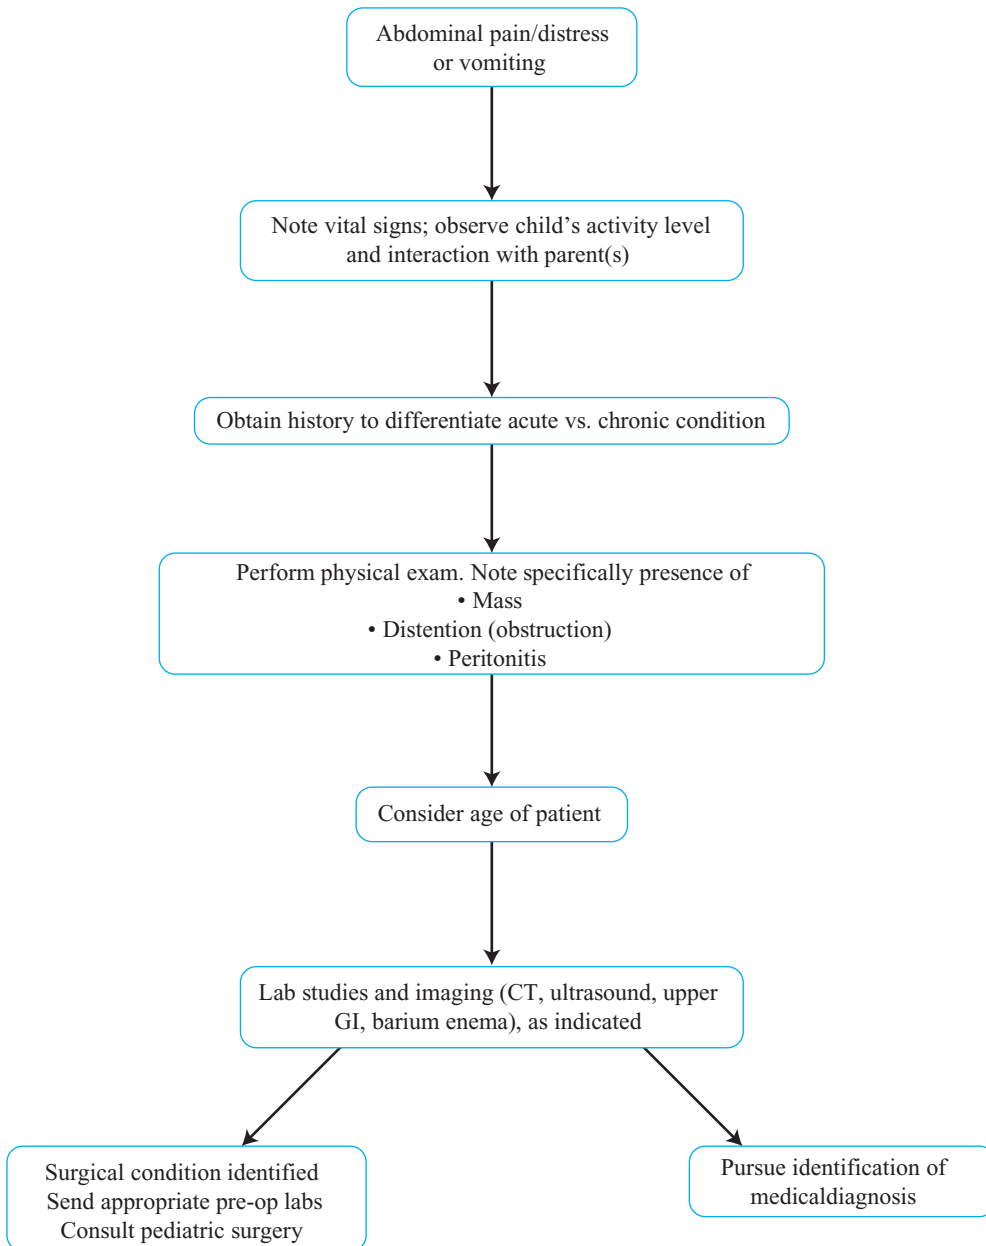 Abdominal pain/distress
or vomiting
Note vital signs; observe child’s activity level
and interaction with parent(s)
Obtain history to differentiate acute vs. chronic condition
Perform physical exam. Note specifically presence of
• Mass
• Distention (obstruction)
• Peritonitis
Consider age of patient
Lab studies and imaging (CT, ultrasound, upper
GI, barium enema), as indicated
Surgical condition identified
Send appropriate pre-op labs
Consult pediatric surgery
Pursue identification of
medicaldiagnosis